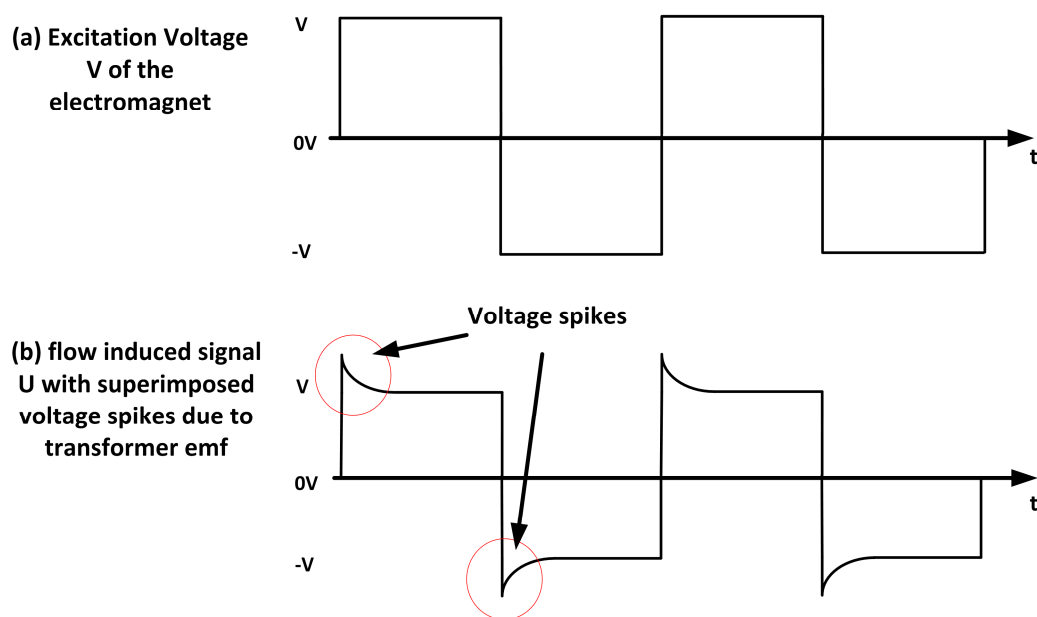 (a) Excitation Voltage
V of the
electromagnet
V
0V
-V
t
Voltage spikes
(b) flow induced signal
U with superimposed
voltage spikes due to
transformer emf
V
0V
-V
t